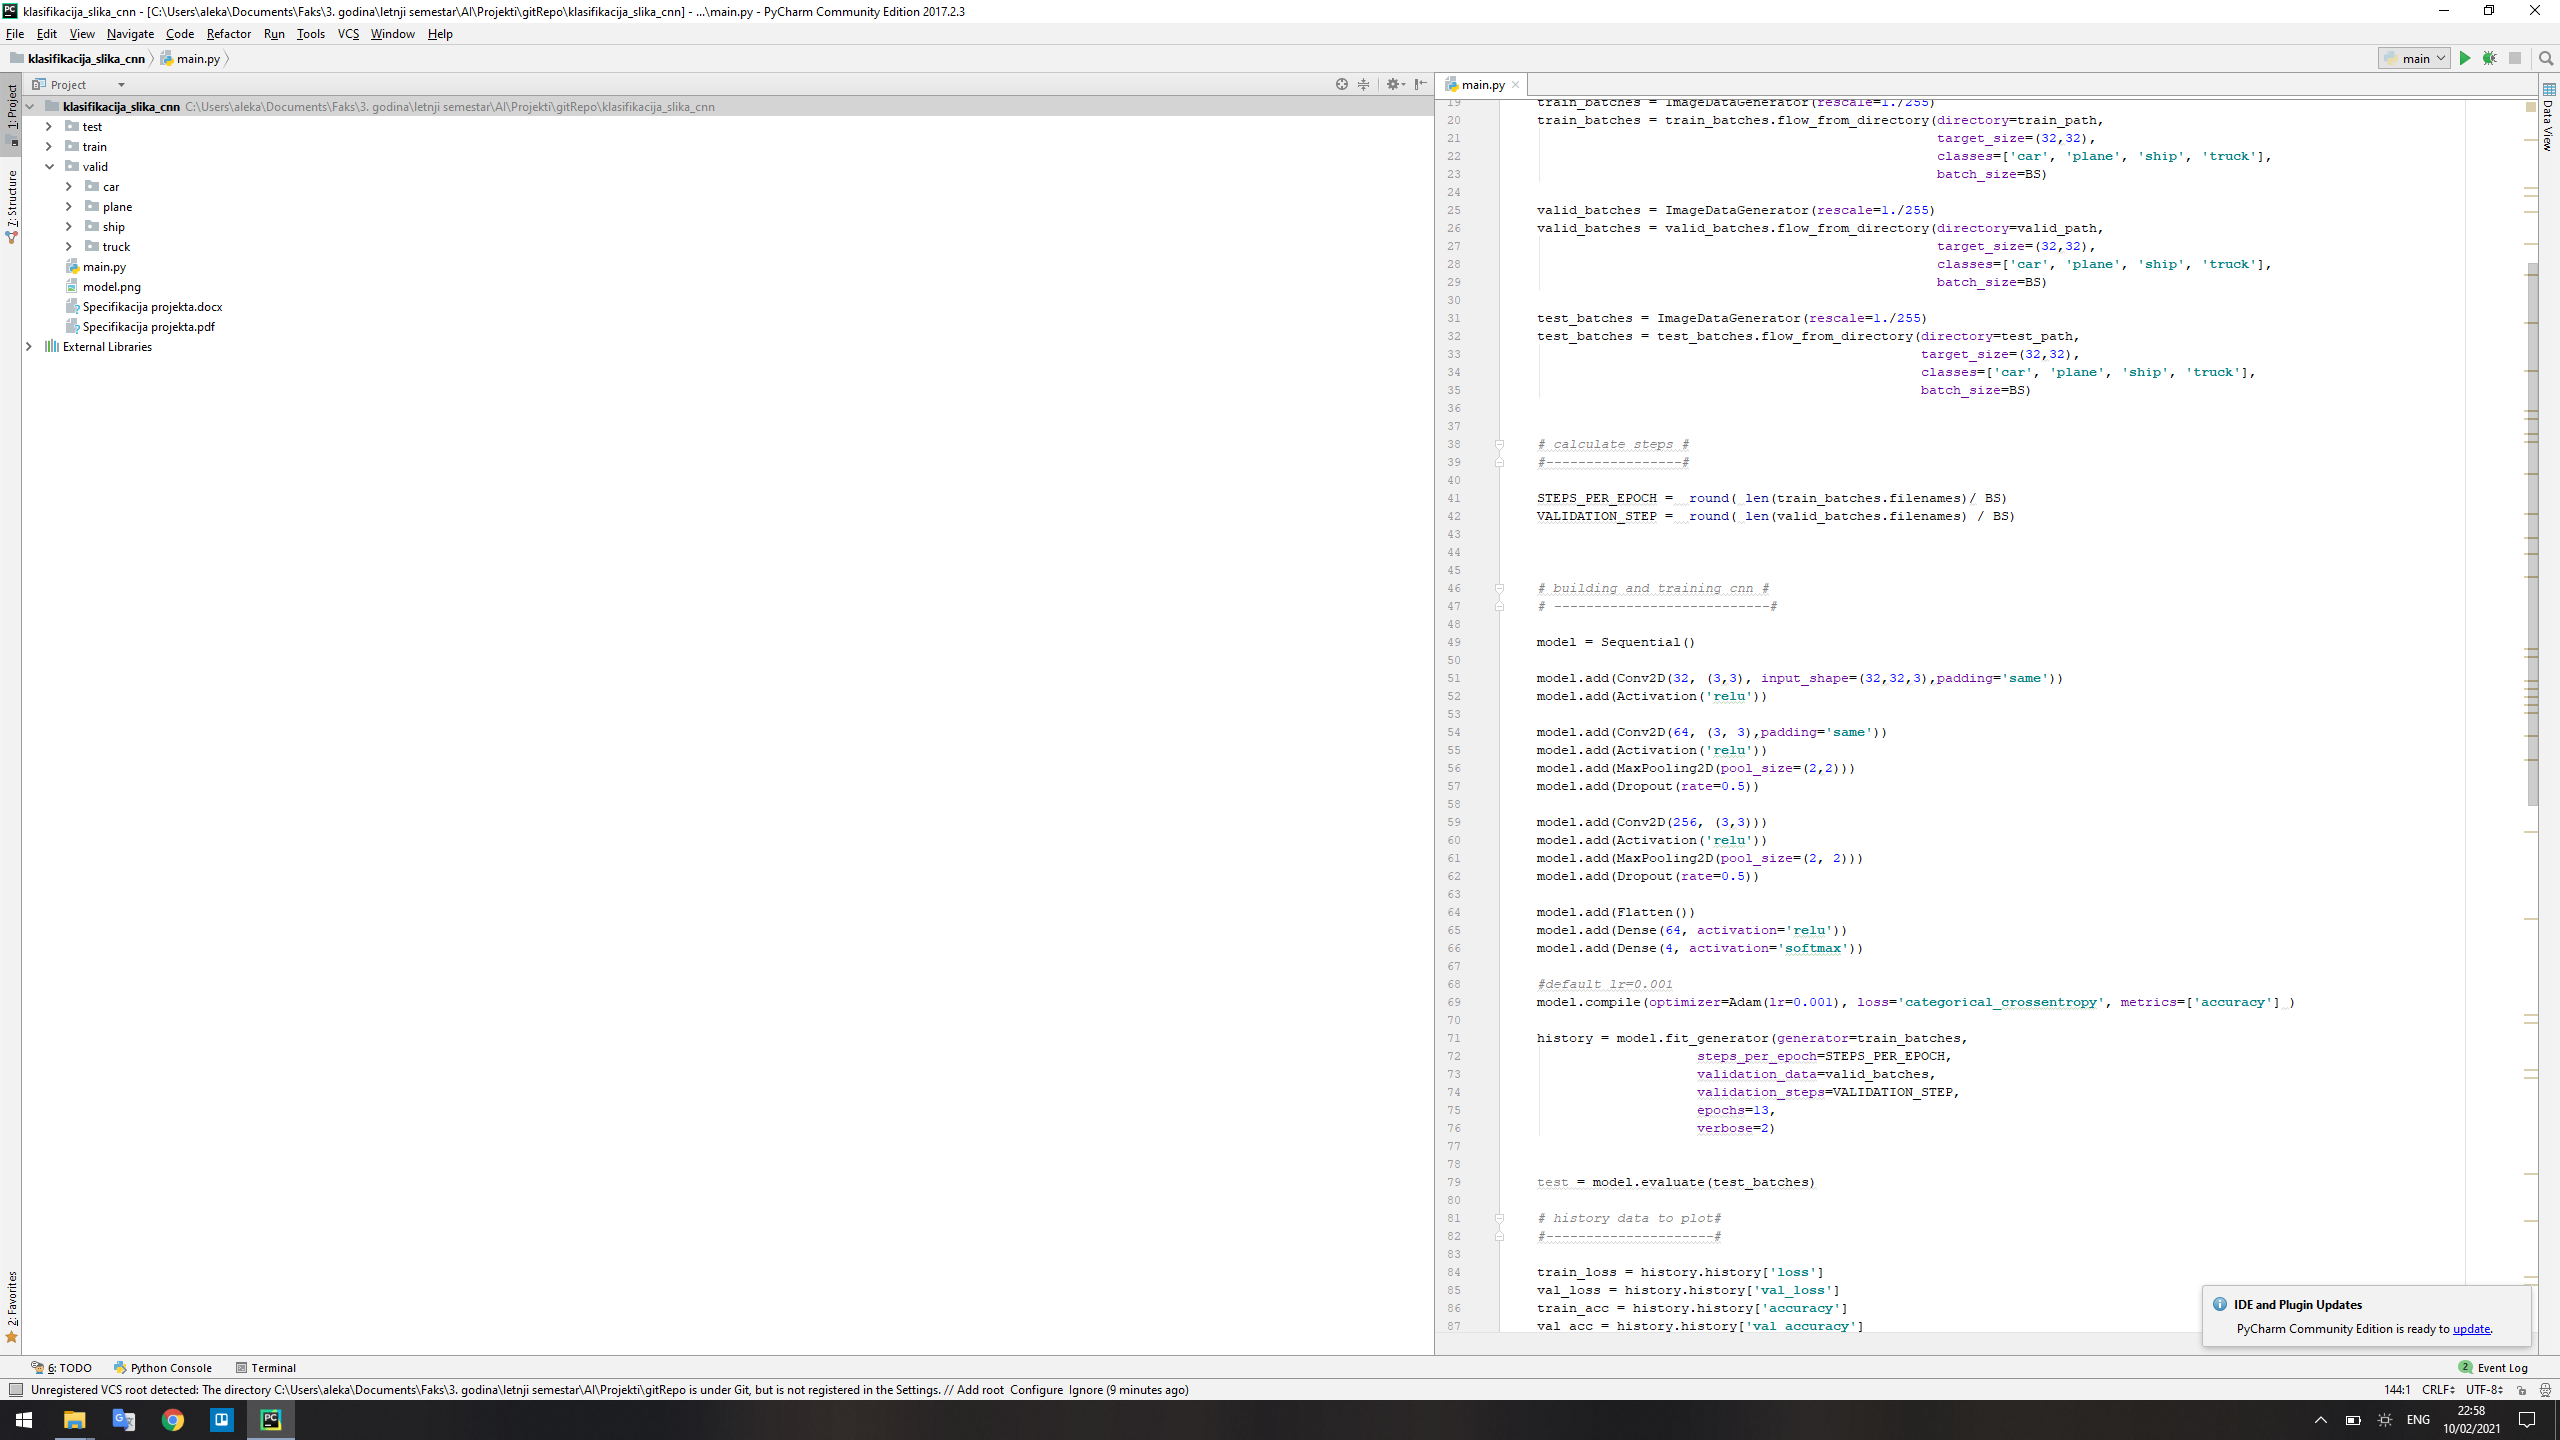 klasifikacija_slika_cnn - [C:\Users\aleka\Documents\Faks\3. godina\letnji semestar\AI\Projekti\gitRepo\klasifikacija_slika_cnn] - ...\main.py - PyCharm Community Edition 2017.2.3
File Edit View Navigate Code Refactor Run Tools VCS Window Help
klasifikacija_slika_cnn main.py
main
Project
main.py
1: Project
7: Structure
2: Favorites
Data View
klasifikacija_slika_cnn C:\Users\aleka\Documents\Faks\3. godina\letnji semestar\AI\Projekti\gitRepo\klasifikacija_slika_cnn
test
train
valid
car
plane
ship
truck
main.py
model.png
Specifikacija projekta.docx
Specifikacija projekta.pdf
External Libraries
19 train_batches = ImageDataGenerator(rescale=1./255)
20 train_batches = train_batches.flow_from_directory(directory=train_path,
21 target_size=(32,32),
22 classes=['car', 'plane', 'ship', 'truck'],
23 batch_size=BS)
24
25 valid_batches = ImageDataGenerator(rescale=1./255)
26 valid_batches = valid_batches.flow_from_directory(directory=valid_path,
27 target_size=(32,32),
28 classes=['car', 'plane', 'ship', 'truck'],
29 batch_size=BS)
30
31 test_batches = ImageDataGenerator(rescale=1./255)
32 test_batches = test_batches.flow_from_directory(directory=test_path,
33 target_size=(32,32),
34 classes=['car', 'plane', 'ship', 'truck'],
35 batch_size=BS)
36
37
38 # calculate steps #
39 #-----------------#
40
41 STEPS_PER_EPOCH =  round( len(train_batches.filenames)/ BS)
42 VALIDATION_STEP =  round( len(valid_batches.filenames) / BS)
43
44
45
46 # building and training cnn #
47 # ---------------------------#
48
49 model = Sequential()
50
51 model.add(Conv2D(32, (3,3), input_shape=(32,32,3),padding='same'))
52 model.add(Activation('relu'))
53
54 model.add(Conv2D(64, (3, 3),padding='same'))
55 model.add(Activation('relu'))
56 model.add(MaxPooling2D(pool_size=(2,2)))
57 model.add(Dropout(rate=0.5))
58
59 model.add(Conv2D(256, (3,3)))
60 model.add(Activation('relu'))
61 model.add(MaxPooling2D(pool_size=(2, 2)))
62 model.add(Dropout(rate=0.5))
63
64 model.add(Flatten())
65 model.add(Dense(64, activation='relu'))
66 model.add(Dense(4, activation='softmax'))
67
68 #default lr=0.001
69 model.compile(optimizer=Adam(lr=0.001), loss='categorical_crossentropy', metrics=['accuracy'] )
70
71 history = model.fit_generator(generator=train_batches,
72 steps_per_epoch=STEPS_PER_EPOCH,
73 validation_data=valid_batches,
74 validation_steps=VALIDATION_STEP,
75 epochs=13,
76 verbose=2)
77
78
79 test = model.evaluate(test_batches)
80
81 # history data to plot#
82 #---------------------#
83
84 train_loss = history.history['loss']
85 val_loss = history.history['val_loss']
86 train_acc = history.history['accuracy']
87 val_acc = history.history['val_accuracy']
IDE and Plugin Updates
PyCharm Community Edition is ready to update.
6: TODO Python Console Terminal
2 Event Log
Unregistered VCS root detected: The directory C:\Users\aleka\Documents\Faks\3. godina\letnji semestar\AI\Projekti\gitRepo is under Git, but is not registered in the Settings. // Add root Configure Ignore (9 minutes ago)
144:1 CRLF UTF-8
ENG
22:58
10/02/2021